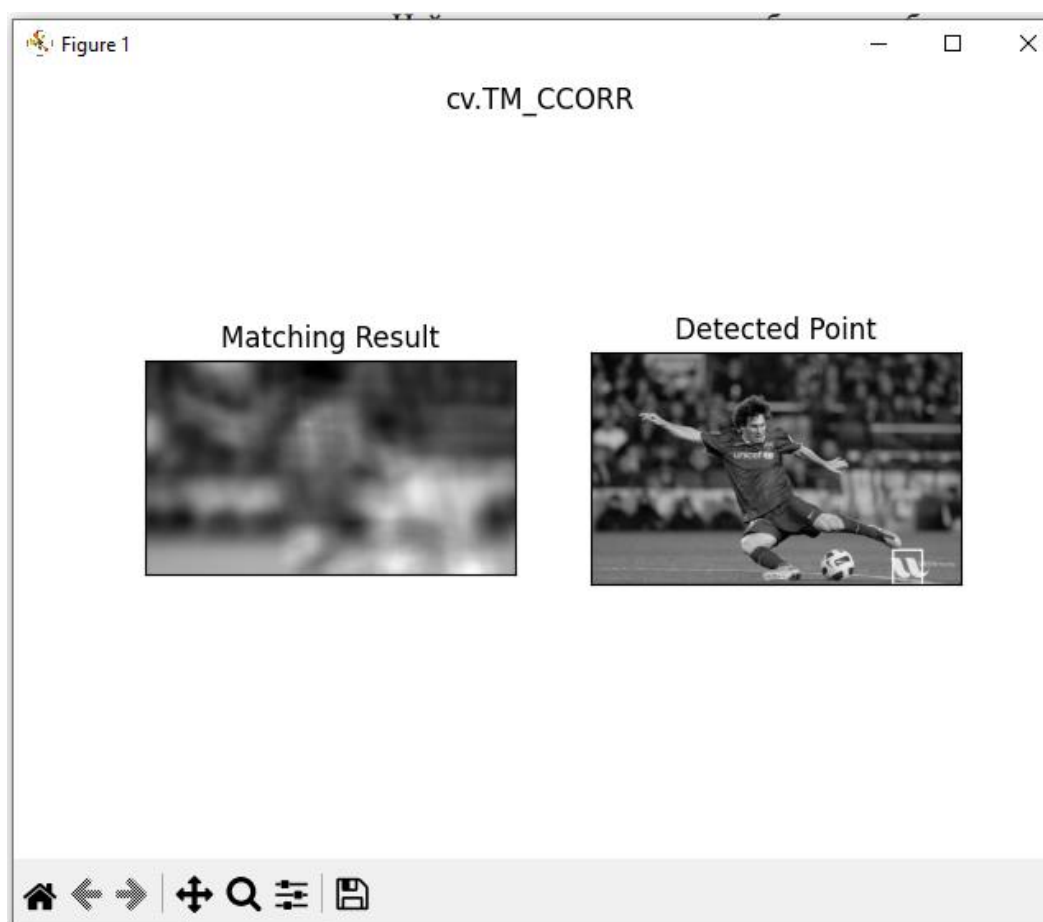 Figure 1
cv.TM_CCORR
Matching Result
Detected Point
unicef